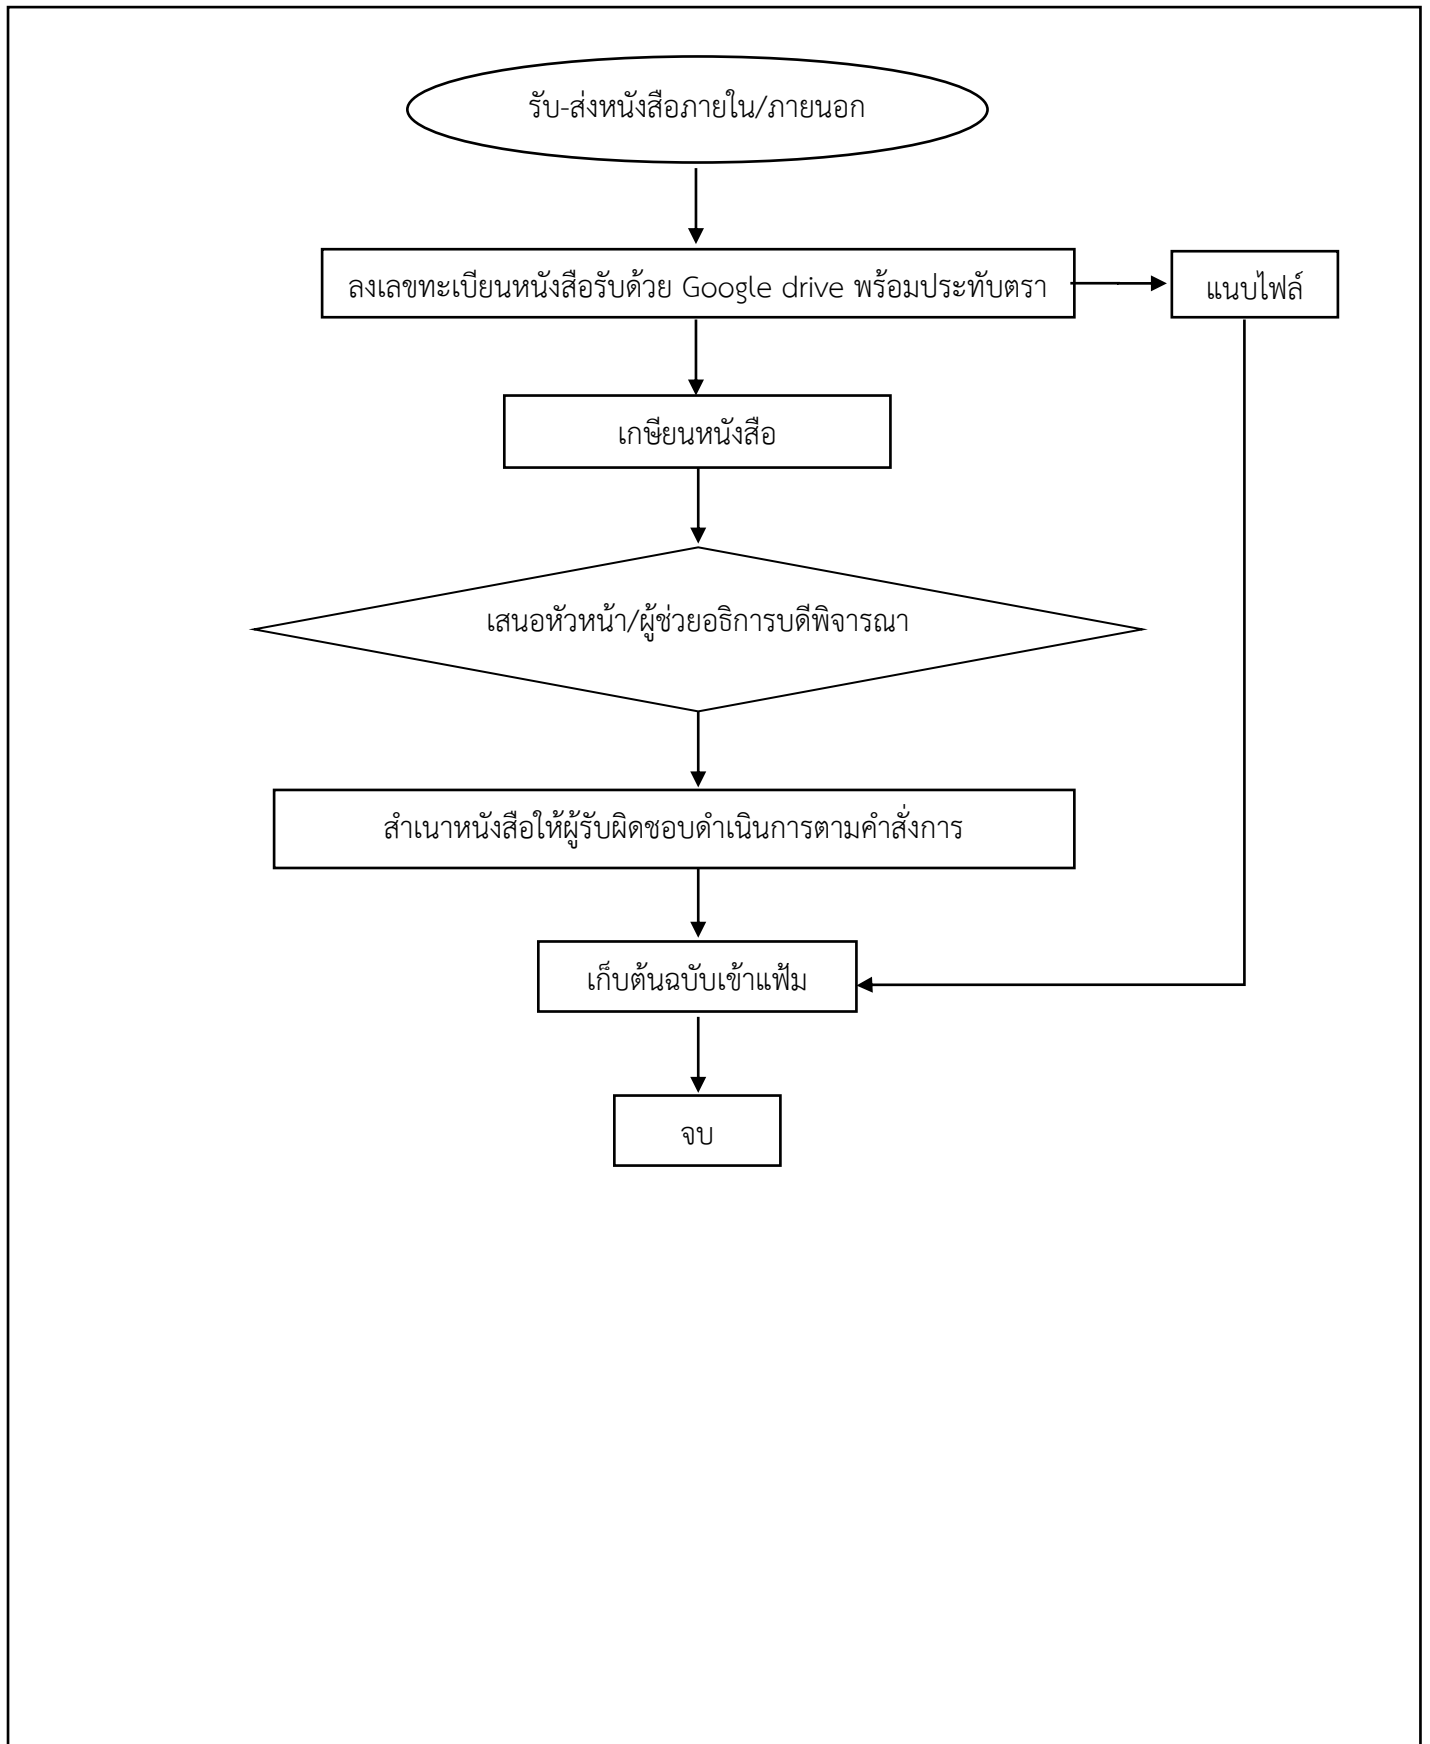 รับ-ส่งหนังสือภายใน/ภายนอก
ลงเลขทะเบียนหนังสือรับด้วย Google drive พร้อมประทับตรา
แนบไฟล์
เกษียนหนังสือ
เสนอหัวหน้า/ผู้ช่วยอธิการบดีพิจารณา
สำเนาหนังสือให้ผู้รับผิดชอบดำเนินการตามคำสั่งการ
เก็บต้นฉบับเข้าแฟ้ม
จบ